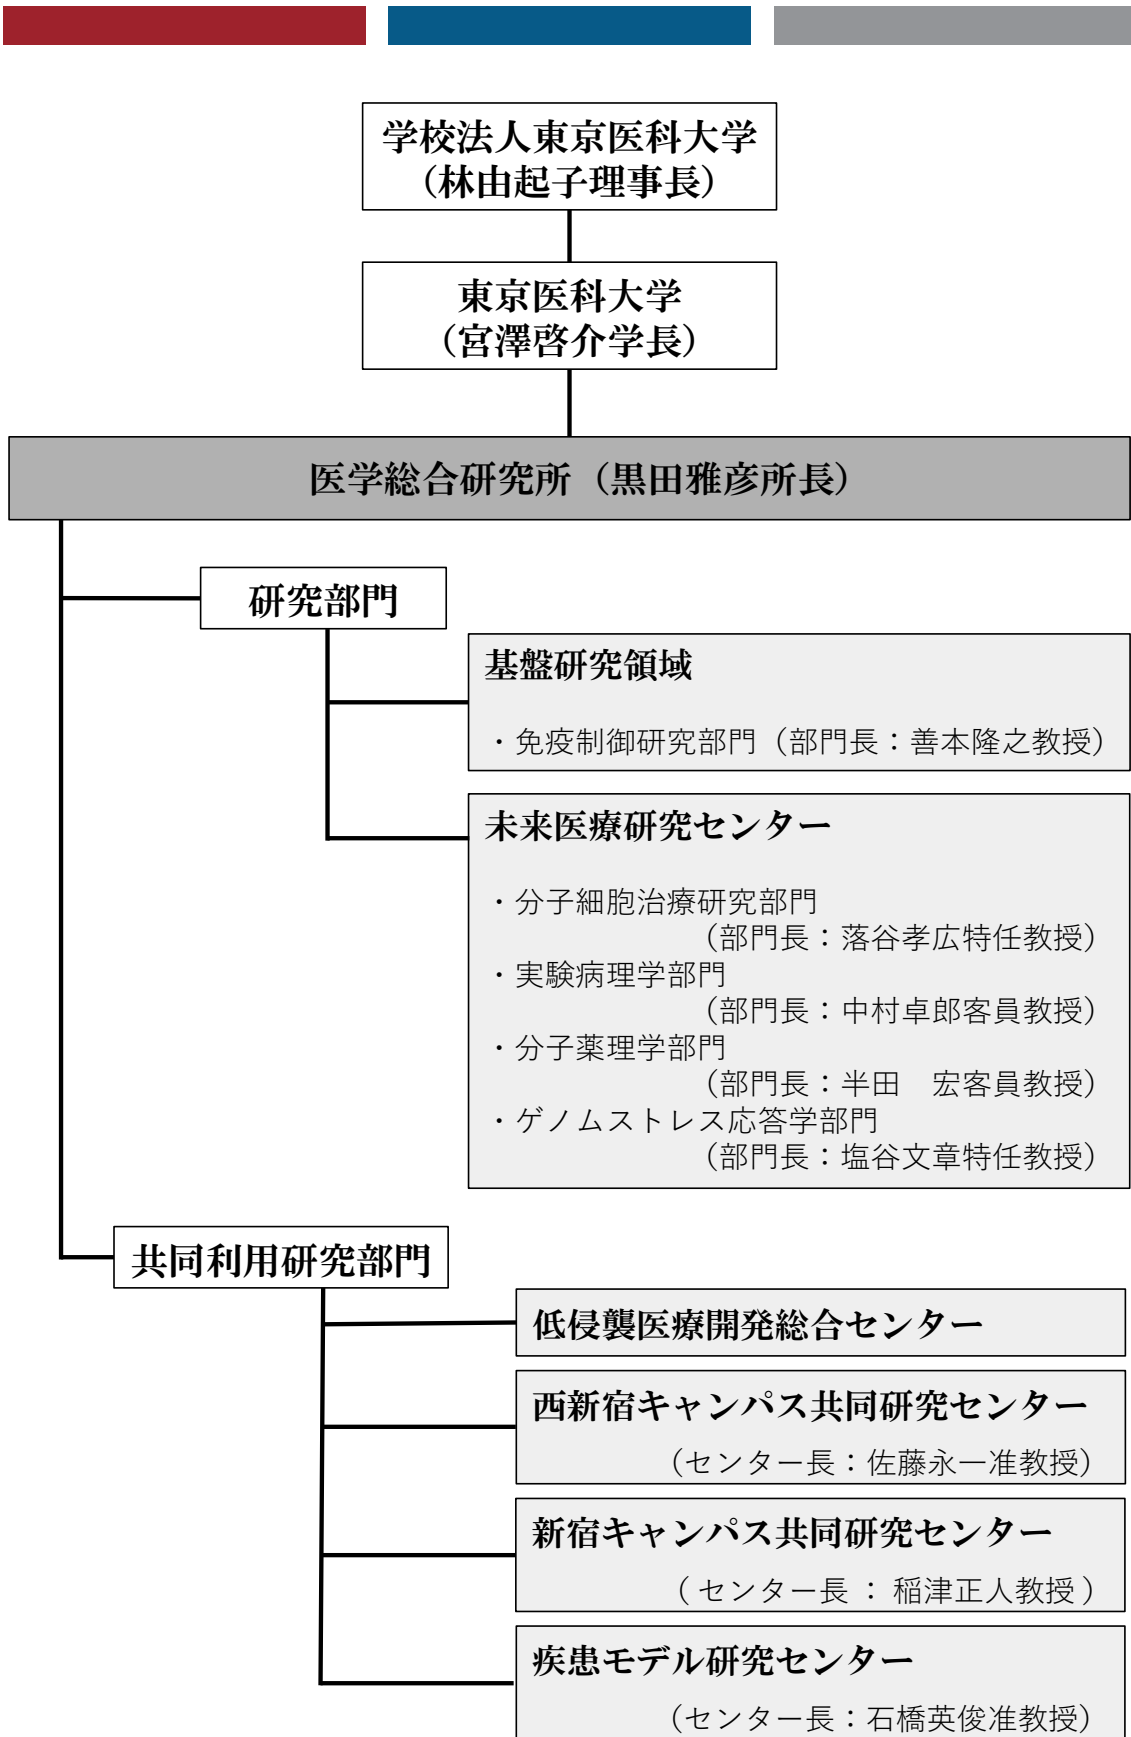 学校法人東京医科大学
（林由起子理事長）
東京医科大学
（宮澤啓介学長）
医学総合研究所（黒田雅彦所長）
研究部門
基盤研究領域
・免疫制御研究部門（部門長：善本隆之教授）
未来医療研究センター
・分子細胞治療研究部門
（部門長：落谷孝広特任教授）
・実験病理学部門
（部門長：中村卓郎客員教授）
・分子薬理学部門
（部門長：半田　宏客員教授）
・ゲノムストレス応答学部門
（部門長：塩谷文章特任教授）
共同利用研究部門
低侵襲医療開発総合センター
西新宿キャンパス共同研究センター
（センター長：佐藤永一准教授）
新宿キャンパス共同研究センター
（センター長：稲津正人教授）
疾患モデル研究センター
（センター長：石橋英俊准教授）